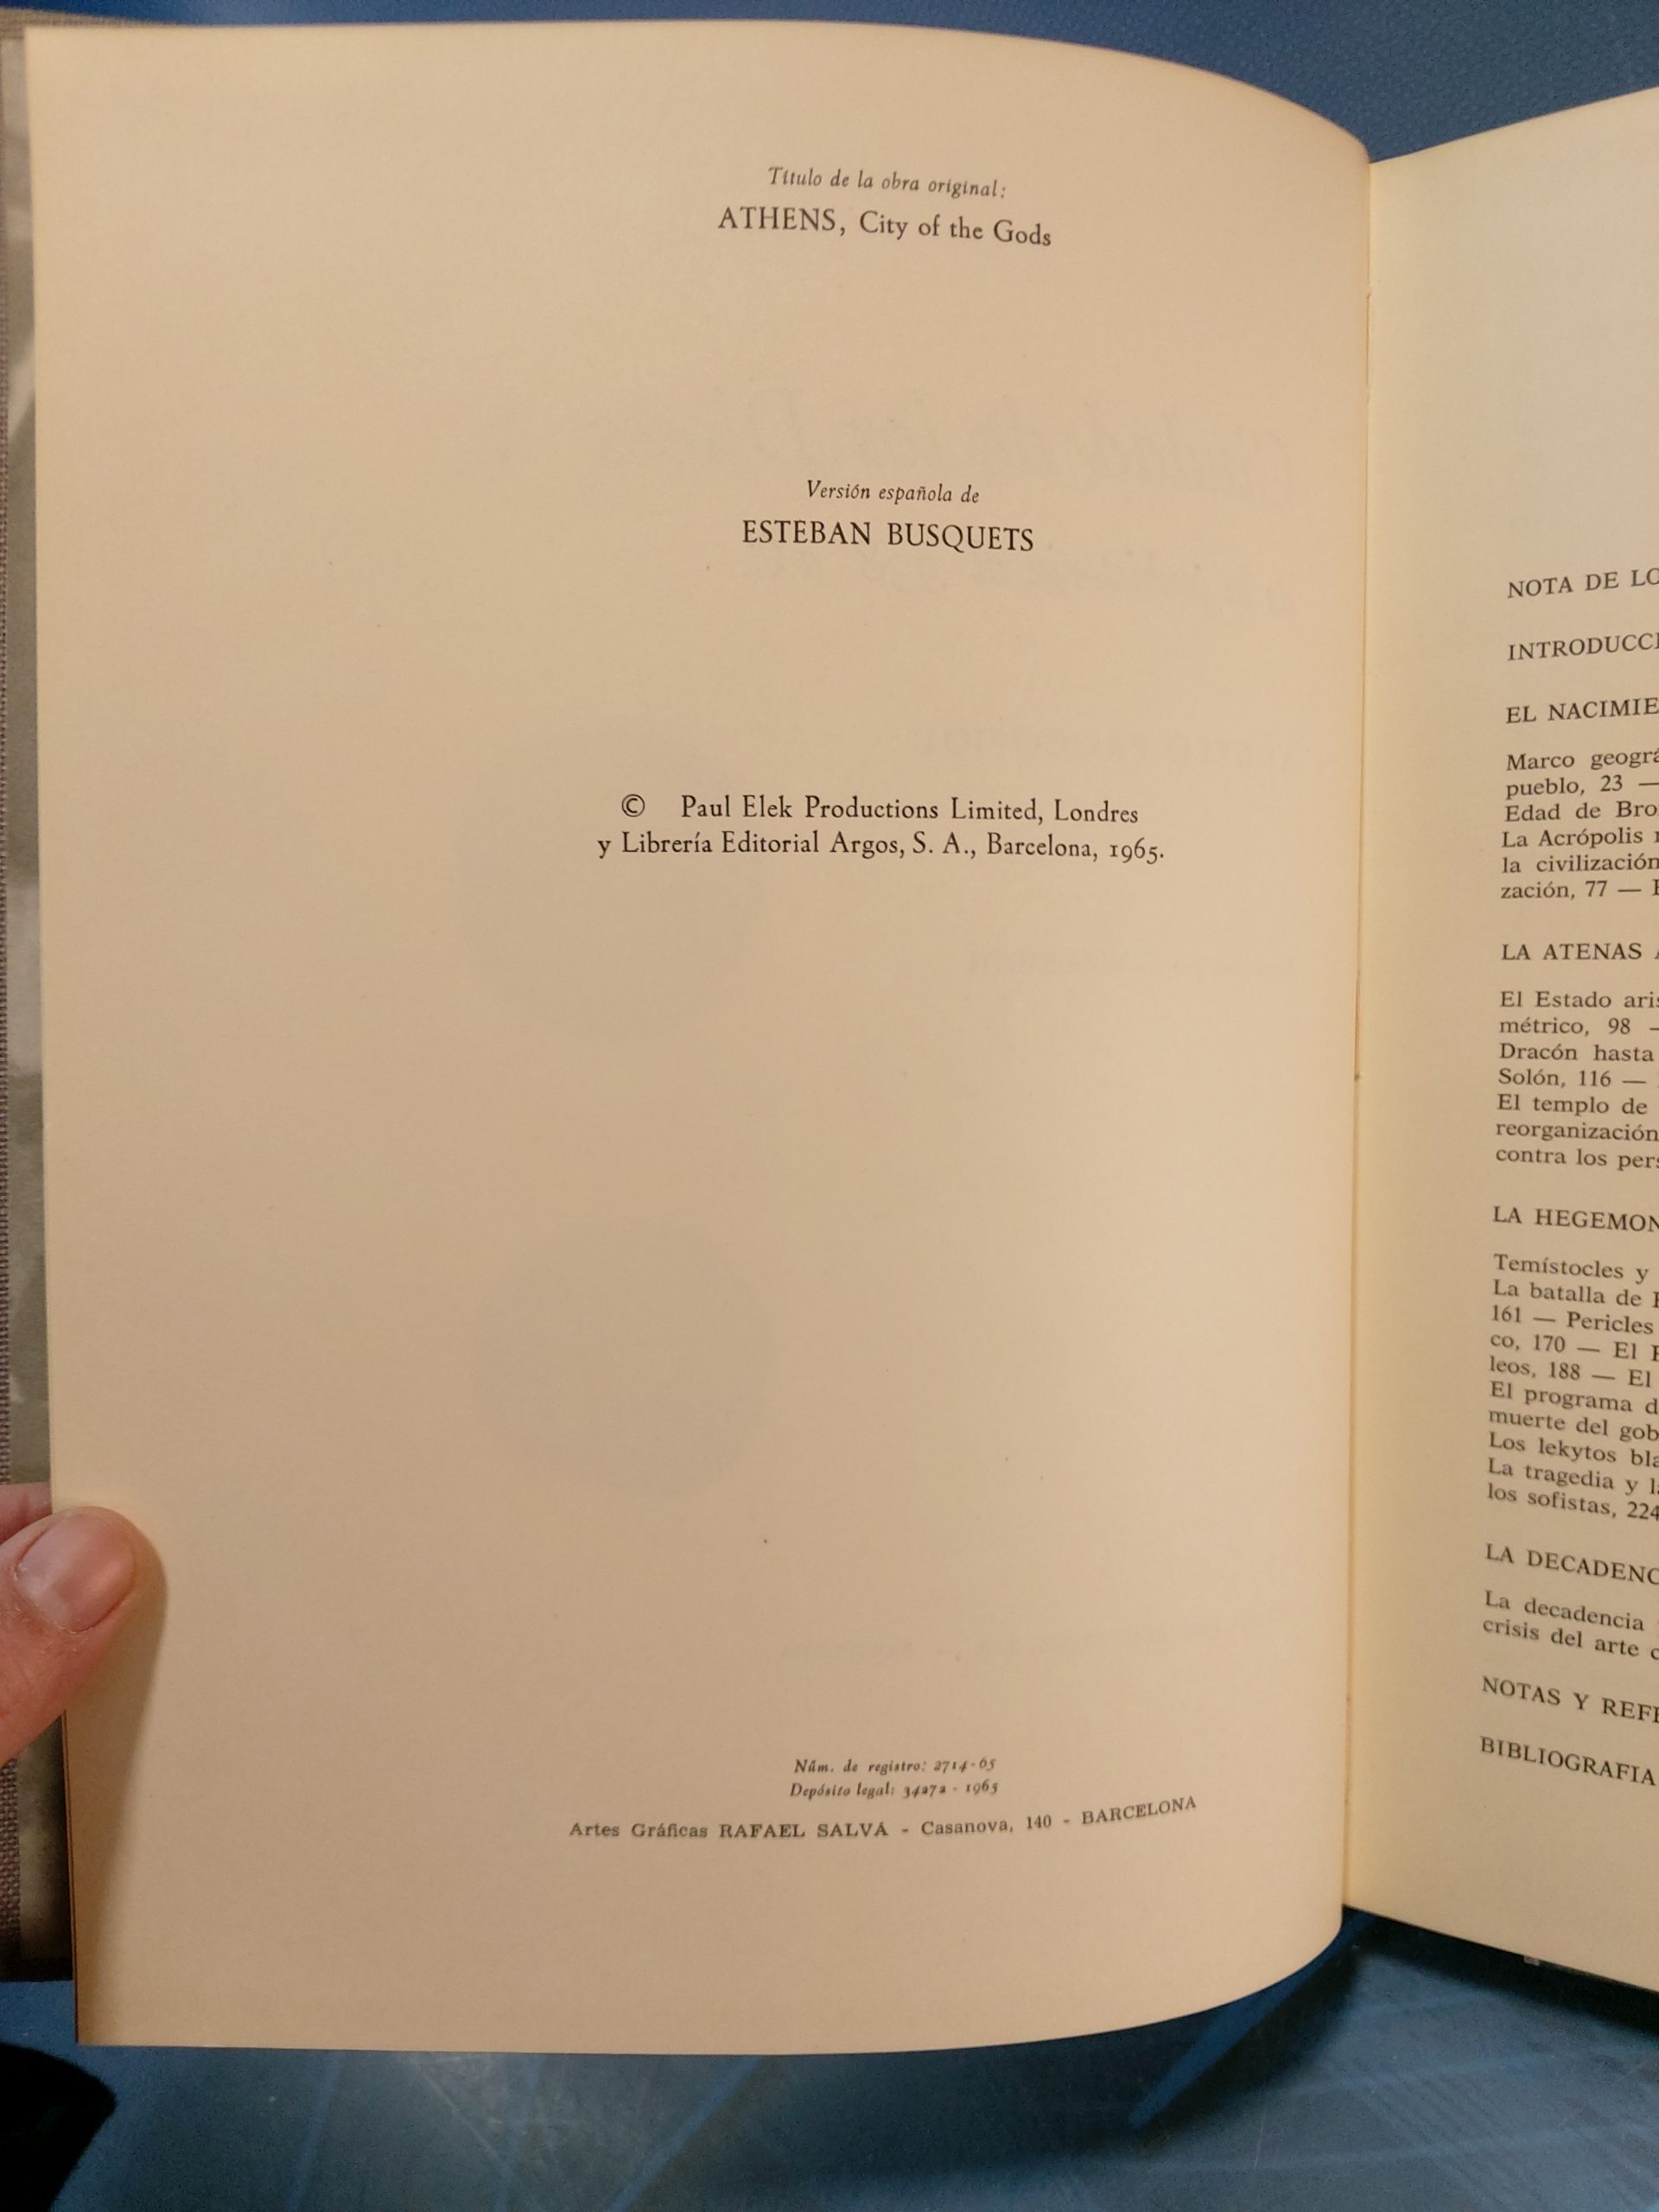 Título de la obra original:
ATHENS, City of the Gods
Versión española de
ESTEBAN BUSQUETS
© Paul Elek Productions Limited, Londres
y Librería Editorial Argos, S. A., Barcelona, 1965.
Núm. de registro: 2714-65
Depósito legal: 34272 - 1965
Artes Gráficas RAFAEL SALVÁ - Casanova, 140 - BARCELONA
NOTA DE
INTRODUCCI
EL NACIMIE
Marco geográ
pueblo, 23 —
Edad de Bro
La Acrópolis
la civilización
zación, 77 —
LA ATENAS
El Estado aris
métrico, 98 —
Dracón hasta
Solón, 116 —
El templo de
reorganización
contra los pers
LA HEGEMON
Temístocles y
La batalla de
161 — Pericles
co, 170 — El
leos, 188 — El
El programa d
muerte del gob
Los lekytos bla
La tragedia y l
los sofistas, 224
LA DECADENC
La decadencia
crisis del arte
NOTAS Y REFE
BIBLIOGRAFIA